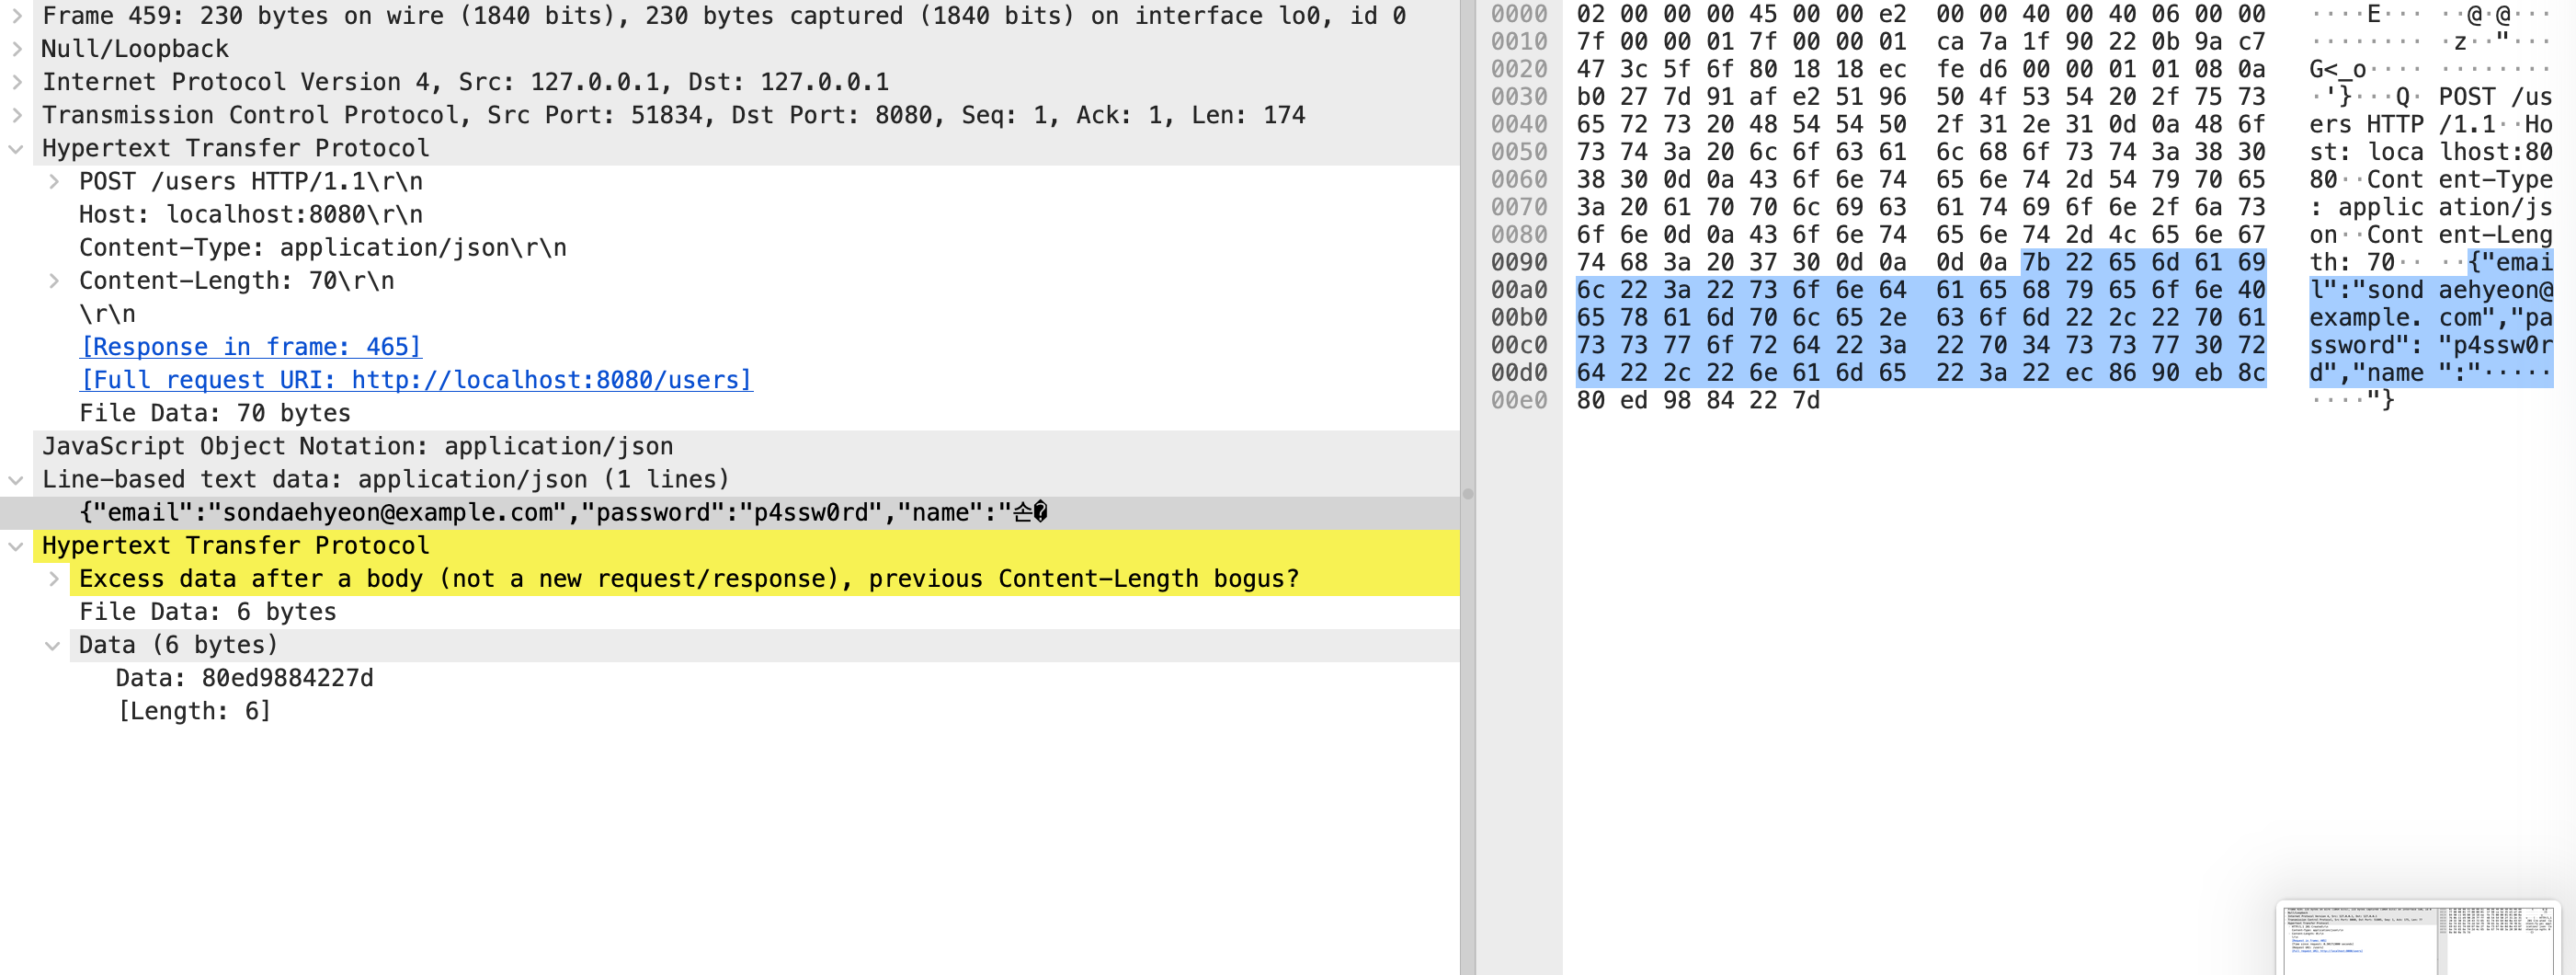 Frame 459: 230 bytes on wire (1840 bits), 230 bytes captured (1840 bits) on interface lo0, id 0
Null/Loopback
Internet Protocol Version 4, Src: 127.0.0.1, Dst: 127.0.0.1
Transmission Control Protocol, Src Port: 51834, Dst Port: 8080, Seq: 1, Ack: 1, Len: 174
Hypertext Transfer Protocol
POST /users HTTP/1.1\r\n
Host: localhost:8080\r\n
Content-Type: application/json\r\n
Content-Length: 70\r\n
\r\n
[Response in frame: 465]
[Full request URI: http://localhost:8080/users]
File Data: 70 bytes
JavaScript Object Notation: application/json
Line-based text data: application/json (1 lines)
{"email":"sondaehyeon@example.com","password":"p4ssw0rd","name":"손�
Hypertext Transfer Protocol
Excess data after a body (not a new request/response), previous Content-Length bogus?
File Data: 6 bytes
Data (6 bytes)
Data: 80ed9884227d
[Length: 6]
0000 02 00 00 00 45 00 00 e2 00 00 40 00 40 06 00 00 ····E··· ··@·@···
0010 7f 00 00 01 7f 00 00 01 ca 7a 1f 90 22 0b 9a c7 ········ ·z··"···
0020 47 3c 5f 6f 80 18 18 ec fe d6 00 00 01 01 08 0a G<_o···· ········
0030 b0 27 7d 91 af e2 51 96 50 4f 53 54 20 2f 75 73 ·'}···Q· POST /us
0040 65 72 73 20 48 54 54 50 2f 31 2e 31 0d 0a 48 6f ers HTTP /1.1··Ho
0050 73 74 3a 20 6c 6f 63 61 6c 68 6f 73 74 3a 38 30 st: loca lhost:80
0060 38 30 0d 0a 43 6f 6e 74 65 6e 74 2d 54 79 70 65 80··Cont ent-Type
0070 3a 20 61 70 70 6c 69 63 61 74 69 6f 6e 2f 6a 73 : applic ation/js
0080 6f 6e 0d 0a 43 6f 6e 74 65 6e 74 2d 4c 65 6e 67 on··Cont ent-Leng
0090 74 68 3a 20 37 30 0d 0a 0d 0a 7b 22 65 6d 61 69 th: 70·· ··{"emai
00a0 6c 22 3a 22 73 6f 6e 64 61 65 68 79 65 6f 6e 40 l":"sond aehyeon@
00b0 65 78 61 6d 70 6c 65 2e 63 6f 6d 22 2c 22 70 61 example. com","pa
00c0 73 73 77 6f 72 64 22 3a 22 70 34 73 73 77 30 72 ssword": "p4ssw0r
00d0 64 22 2c 22 6e 61 6d 65 22 3a 22 ec 86 90 eb 8c d","name ":"·····
00e0 80 ed 98 84 22 7d ····"}